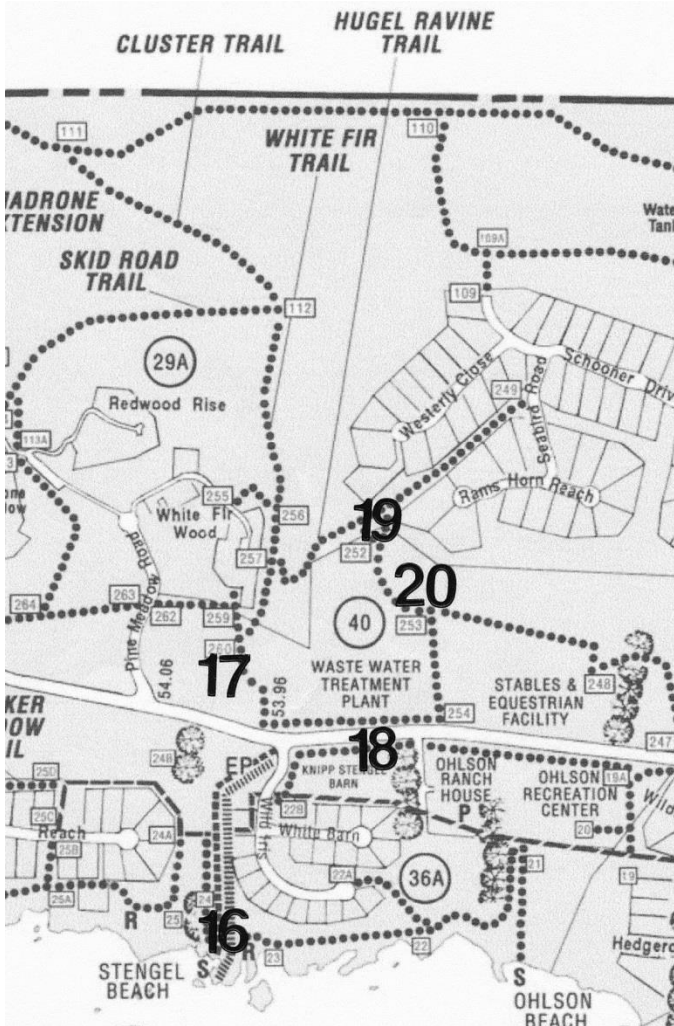 HUGEL RAVINE
TRAIL
CLUSTER TRAIL
111
110
WHITE FIR
TRAIL
ADRONE
XTENSION
Wate
Tank
109A
SKID ROAD
TRAIL
109
112
29A
Schooner Driv
Westerly Close
249
Seabird Road
Redwood Rise
113A
255
Rams Horn Reach
White Fir
Wood
256
19
252
257
264
263
262
259
20
253
40
Pine Meadow Road
260
17
WASTE WATER
TREATMENT
PLANT
54.06
53.96
254
STABLES &
EQUESTRIAN
FACILITY
248
KER
DOW
IL
18
247
24B
EP
KNIPP STENGEL
BARN
OHLSON
RANCH
HOUSE
P
OHLSON
RECREATION
CENTER
19A
25D
25C
Reach
25B
24A
22B
White Barn
Wild
20
22A
36A
21
19
25A
R
25
24
16
R
23
22
Hedgero
STENGEL
BEACH
S
S
OHLSON
BEACH